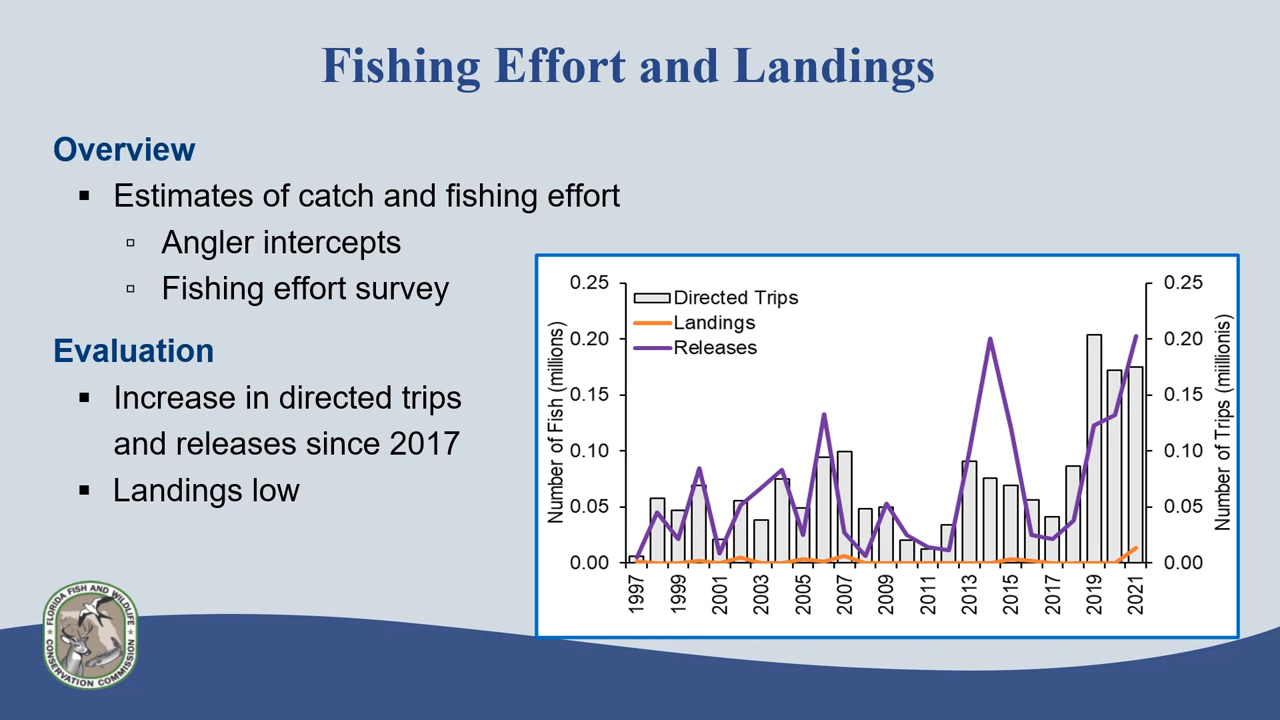 Fishing Effort and Landings
Overview
▪ Estimates of catch and fishing effort
▫ Angler intercepts
▫ Fishing effort survey
Evaluation
▪ Increase in directed trips
and releases since 2017
▪ Landings low
Directed Trips
Landings
Releases
Number of Fish (millions)
0.25
0.20
0.15
0.10
0.05
0.00
0.25
0.20
0.15
0.10
0.05
0.00
Number of Trips (miillionis)
1997
1999
2001
2003
2005
2007
2009
2011
2013
2015
2017
2019
2021
FLORIDA FISH AND WILDLIFE
CONSERVATION COMMISSION